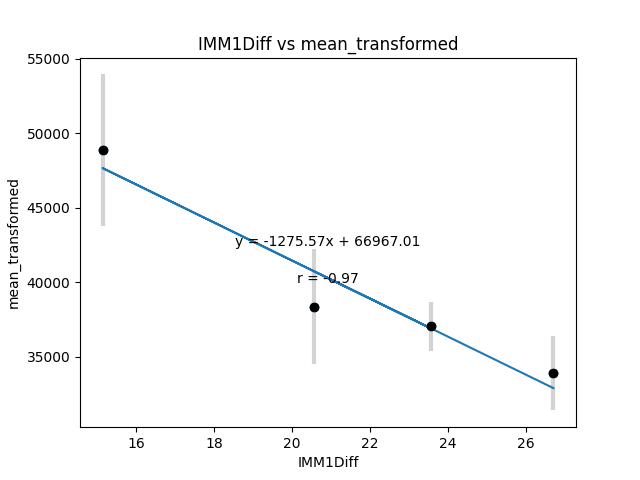 IMM1Diff vs mean_transformed
55000
50000
45000
40000
35000
mean_transformed
y = -1275.57x + 66967.01
r = -0.97
16 18 20 22 24 26
IMM1Diff